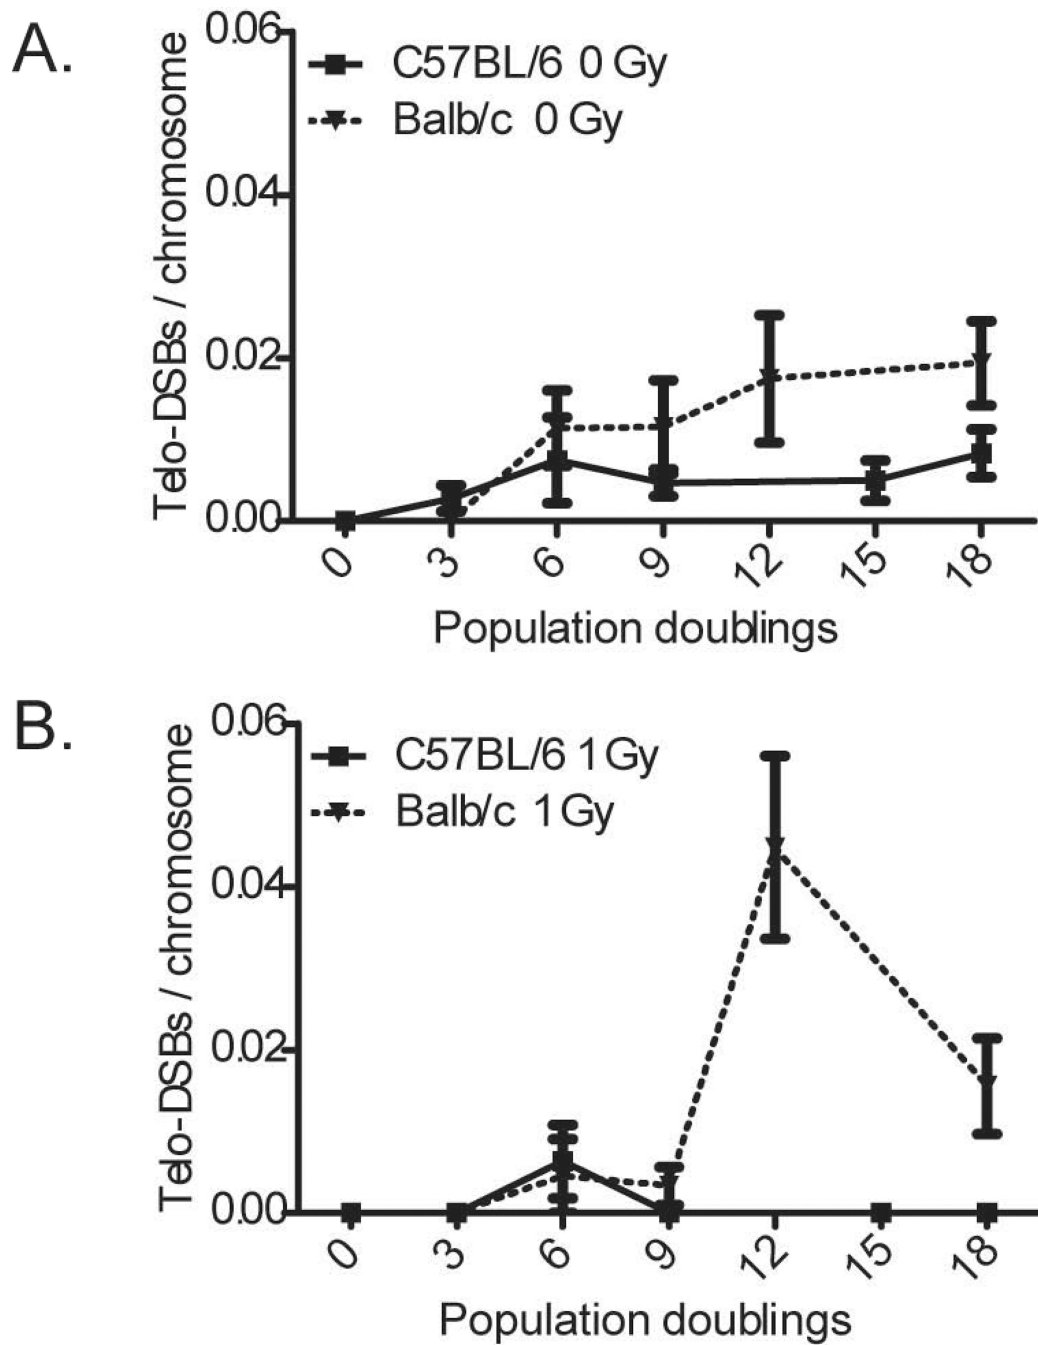 A.
Telo-DSBs / chromosome
0.06
0.04
0.02
0.00
C57BL/6 0 Gy
Balb/c 0 Gy
0 3 6 9 12 15 18
Population doublings
B.
Telo-DSBs / chromosome
0.06
0.04
0.02
0.00
C57BL/6 1 Gy
Balb/c 1 Gy
0 3 6 9 12 15 18
Population doublings